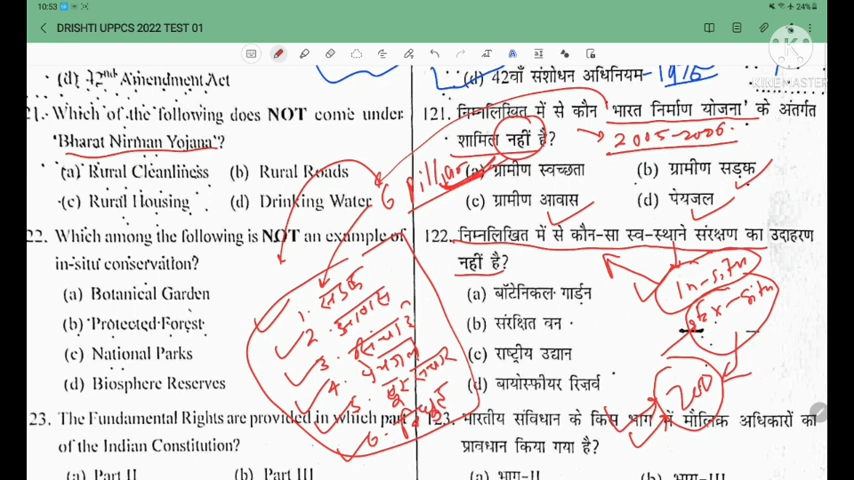 10:53
24%
DRISHTI UPPCS 2022 TEST 01
KINEMASTER
(d) 42nd Amendment Act
21. Which of the following does NOT come under
'Bharat Nirman Yojana'?
(a) Rural Cleanliness (b) Rural Roads
(c) Rural Housing (d) Drinking Water
22. Which among the following is NOT an example of
in-situ conservation?
(a) Botanical Garden
(b) Protected Forest
(c) National Parks
(d) Biosphere Reserves
23. The Fundamental Rights are provided in which part
of the Indian Constitution?
(a) Part II (b) Part III
6 pillar
1. सड़क
2. आवास
3. सिंचाई
4. पेयजल
5. दूर संचार
6. विद्युत
(d) 42वाँ संशोधन अधिनियम - 1976
121. निम्नलिखित में से कौन 'भारत निर्माण योजना' के अंतर्गत
शामिल नहीं है?
2005-2006
(a) ग्रामीण स्वच्छता (b) ग्रामीण सड़क
(c) ग्रामीण आवास (d) पेयजल
122. निम्नलिखित में से कौन-सा स्व-स्थाने संरक्षण का उदाहरण
नहीं है?
In-situ
Ex-situ
(a) बॉटेनिकल गार्डन
(b) संरक्षित वन
(c) राष्ट्रीय उद्यान
(d) बायोस्फीयर रिज़र्व
Zoo
123. भारतीय संविधान के किस भाग में मौलिक अधिकारों का
प्रावधान किया गया है?
(a) भाग-II (b) भाग-III